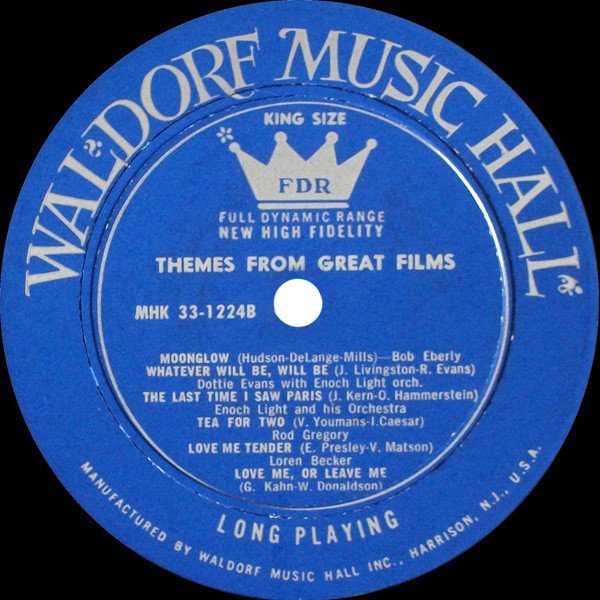 WALDORF MUSIC HALL
KING SIZE
FDR
FULL DYNAMIC RANGE
NEW HIGH FIDELITY
THEMES FROM GREAT FILMS
MHK 33-1224B
MOONGLOW (Hudson-DeLange-Mills)—Bob Eberly
WHATEVER WILL BE, WILL BE (J. Livingston-R. Evans)
Dottie Evans with Enoch Light orch.
THE LAST TIME I SAW PARIS (J. Kern-O. Hammerstein)
Enoch Light and his Orchestra
TEA FOR TWO (V. Youmans-I.Caesar)
Rod Gregory
LOVE ME TENDER (E. Presley-V. Matson)
Loren Becker
LOVE ME, OR LEAVE ME
(G. Kahn-W. Donaldson)
LONG PLAYING
MANUFACTURED BY WALDORF MUSIC HALL INC., HARRISON, N.J., U.S.A.